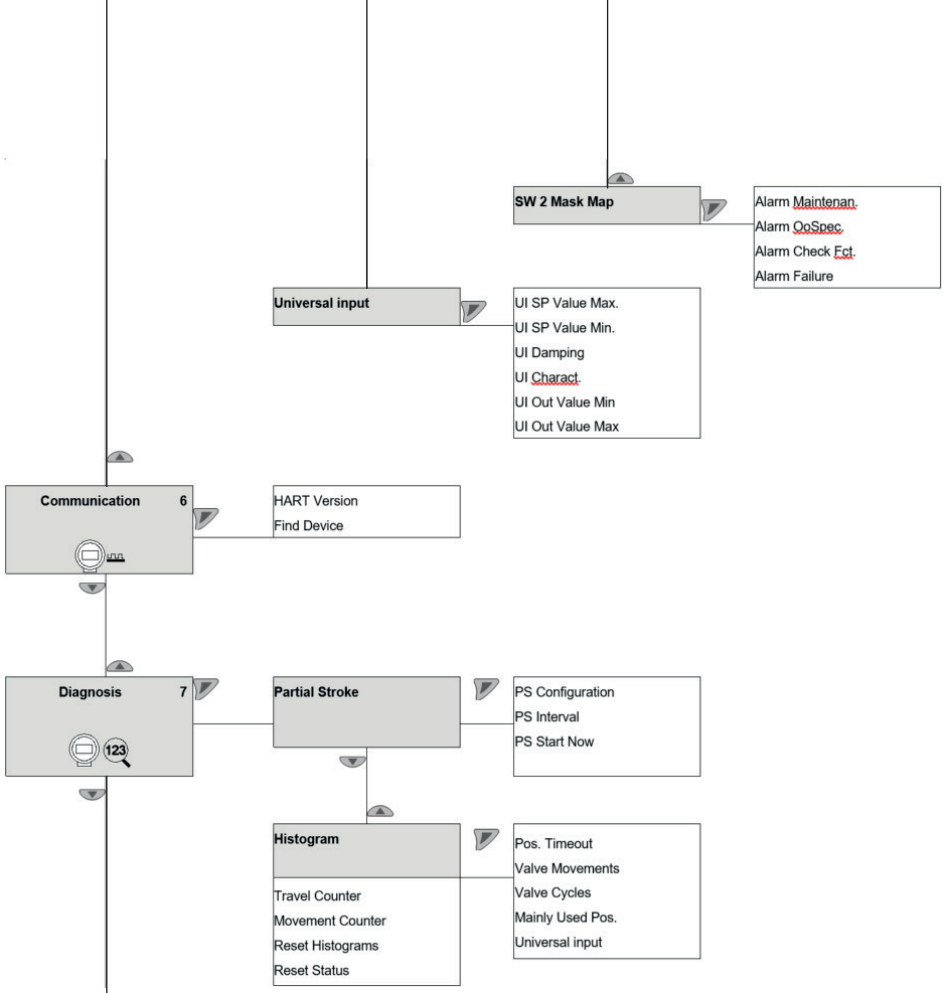 SW 2 Mask Map
Alarm Maintenan.
Alarm OoSpec.
Alarm Check Fct.
Alarm Failure
Universal input
UI SP Value Max.
UI SP Value Min.
UI Damping
UI Charact.
UI Out Value Min
UI Out Value Max
Communication 6
HART Version
Find Device
Diagnosis 7
123
Partial Stroke
PS Configuration
PS Interval
PS Start Now
Histogram
Travel Counter
Movement Counter
Reset Histograms
Reset Status
Pos. Timeout
Valve Movements
Valve Cycles
Mainly Used Pos.
Universal input